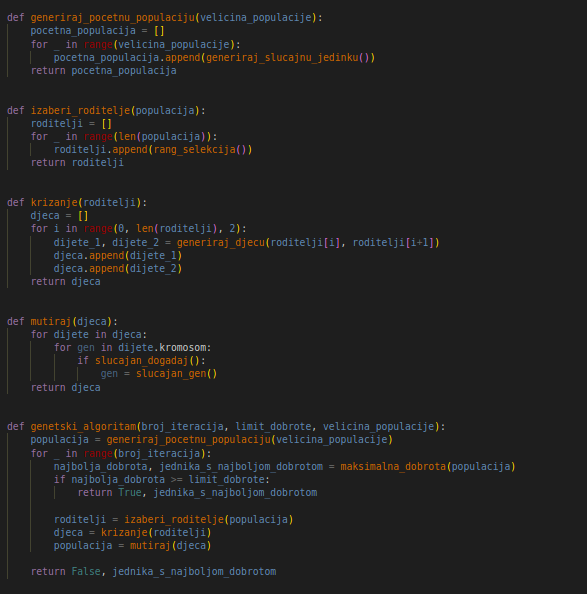 def generiraj_pocetnu_populaciju(velicina_populacije):
    pocetna_populacija = []
    for _ in range(velicina_populacije):
        pocetna_populacija.append(generiraj_slucajnu_jedinku())
    return pocetna_populacija

def izaberi_roditelje(populacija):
    roditelji = []
    for _ in range(len(populacija)):
        roditelji.append(rang_selekcija())
    return roditelji

def krizanje(roditelji):
    djeca = []
    for i in range(0, len(roditelji), 2):
        dijete_1, dijete_2 = generiraj_djecu(roditelji[i], roditelji[i+1])
        djeca.append(dijete_1)
        djeca.append(dijete_2)
    return djeca

def mutiraj(djeca):
    for dijete in djeca:
        for gen in dijete.kromosom:
            if slucajan_dogadaj():
                gen = slucajan_gen()
    return djeca

def genetski_algoritam(broj_iteracija, limit_dobrote, velicina_populacije):
    populacija = generiraj_pocetnu_populaciju(velicina_populacije)
    for _ in range(broj_iteracija):
        najbolja_dobrota, jednika_s_najboljom_dobrotom = maksimalna_dobrota(populacija)
        if najbolja_dobrota >= limit_dobrote:
            return True, jednika_s_najboljom_dobrotom

        roditelji = izaberi_roditelje(populacija)
        djeca = krizanje(roditelji)
        populacija = mutiraj(djeca)

    return False, jednika_s_najboljom_dobrotom